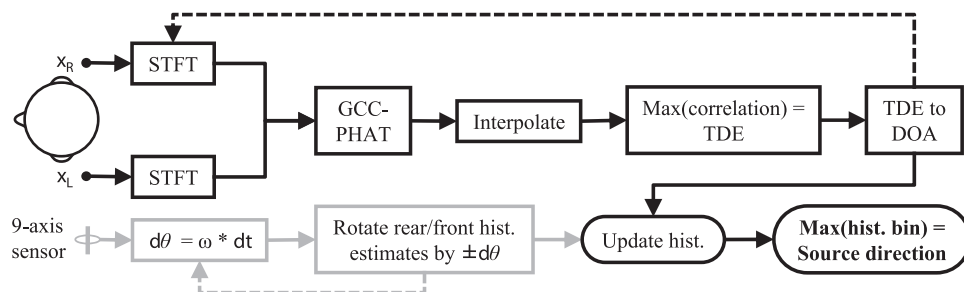 x_R
STFT
GCC-
PHAT
Interpolate
Max(correlation) =
TDE
TDE to
DOA
x_L
STFT
9-axis
sensor
dθ = ω * dt
Rotate rear/front hist.
estimates by ±dθ
Update hist.
Max(hist. bin) =
Source direction